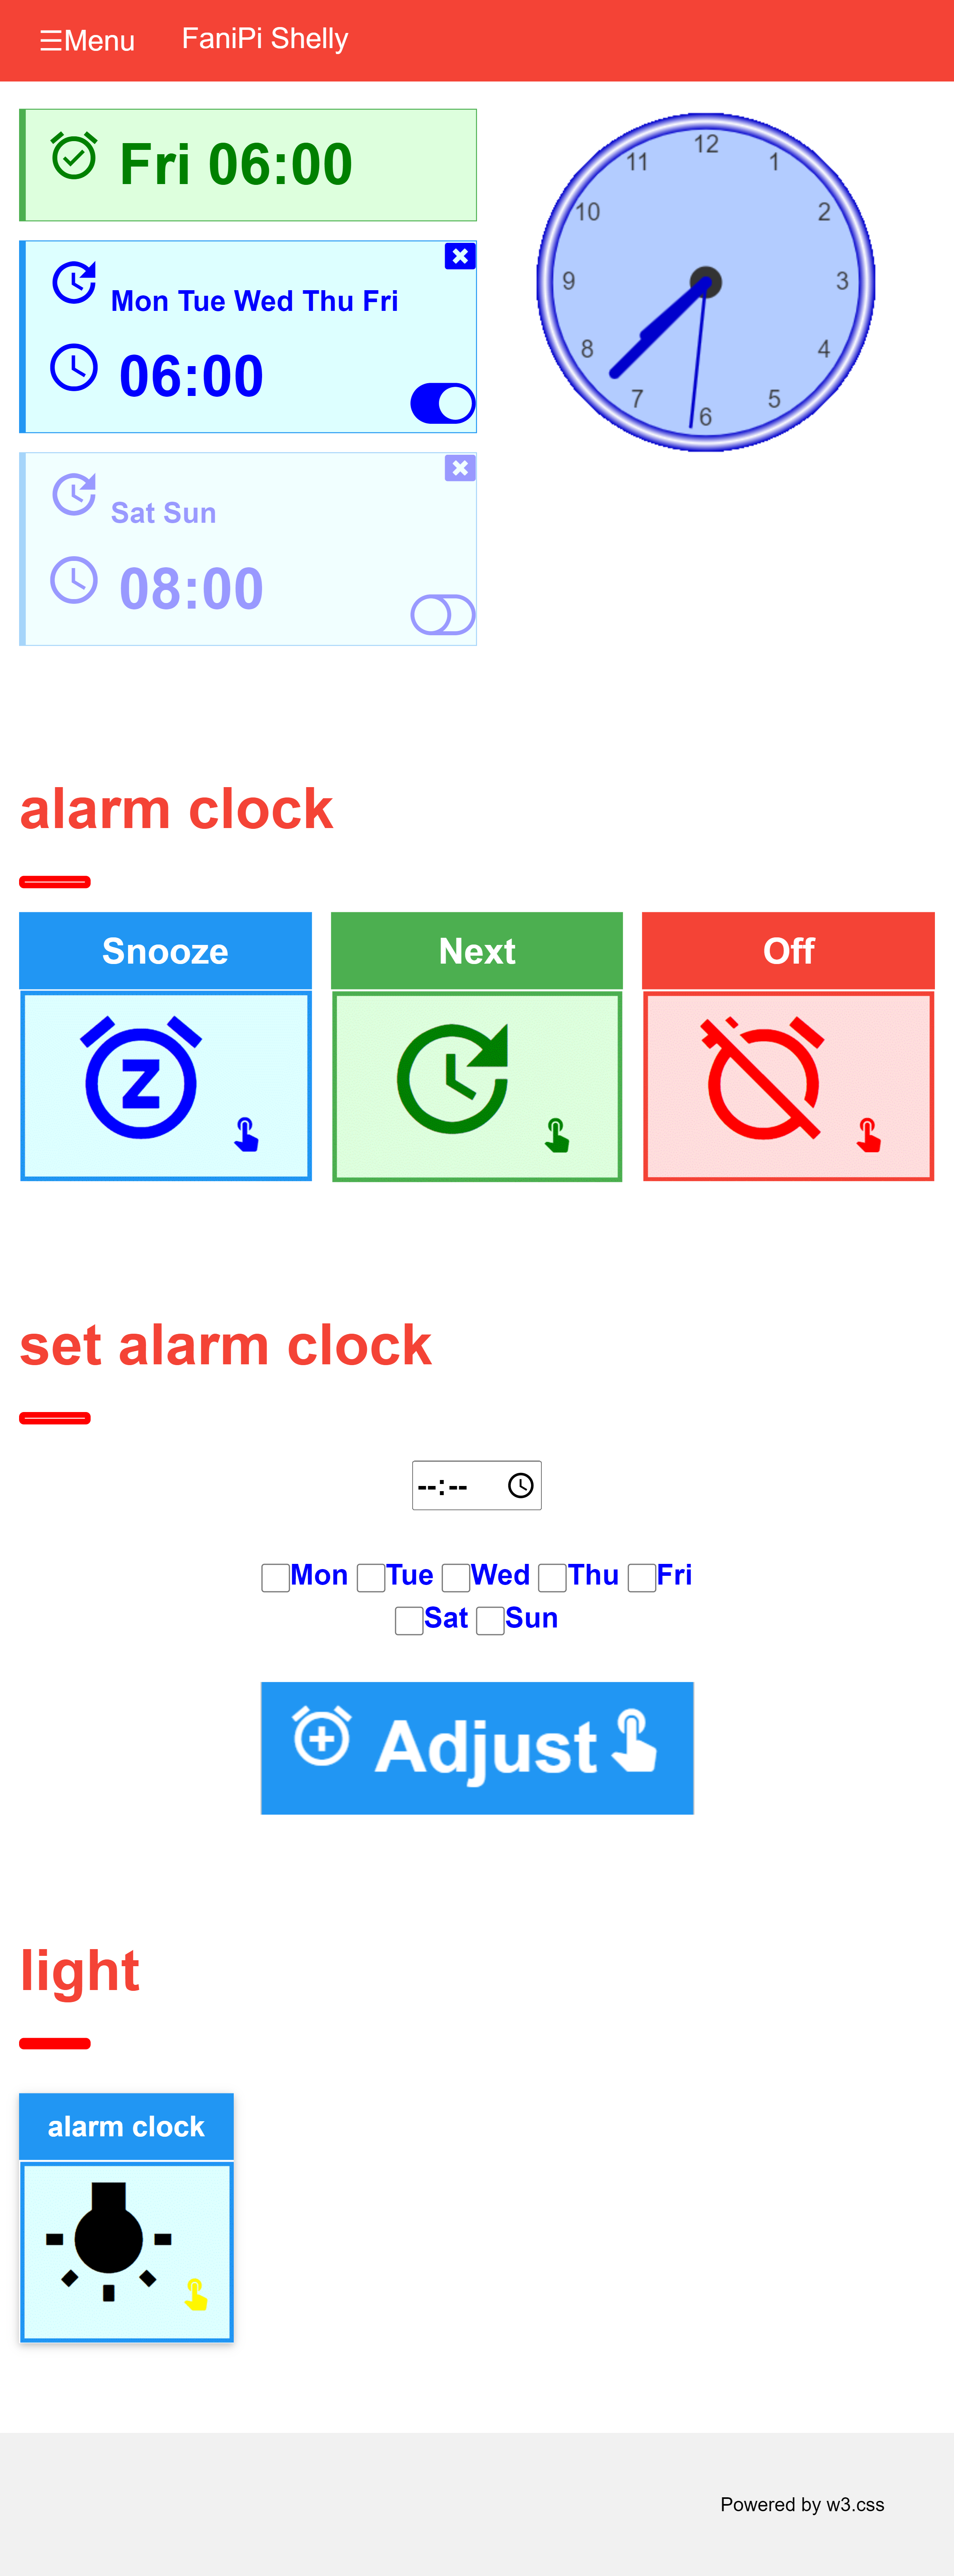 ☰Menu FaniPi Shelly
Fri 06:00
Mon Tue Wed Thu Fri
06:00
Sat Sun
08:00
12
11 1
10 2
9 3
8 4
7 5
6
alarm clock
Snooze Next Off
z
set alarm clock
--:--
Mon Tue Wed Thu Fri
Sat Sun
Adjust
light
alarm clock
Powered by w3.css